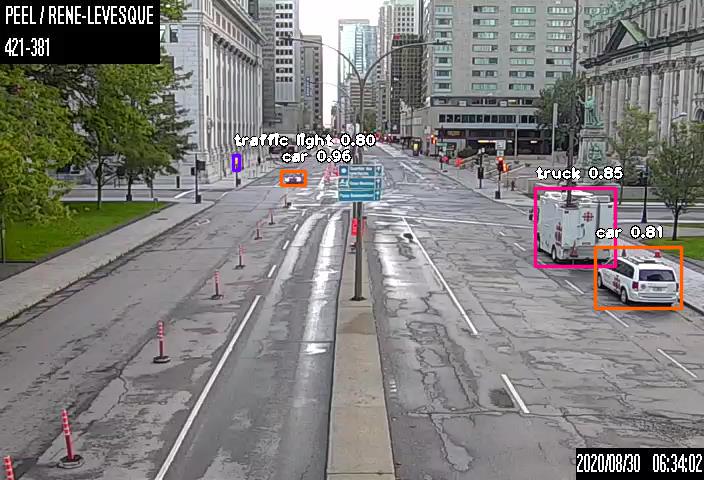 PEEL / RENE-LEVESQUE
421-381
traffic light 0.80
car 0.96
truck 0.85
car 0.81
2020/08/30 06:34:02